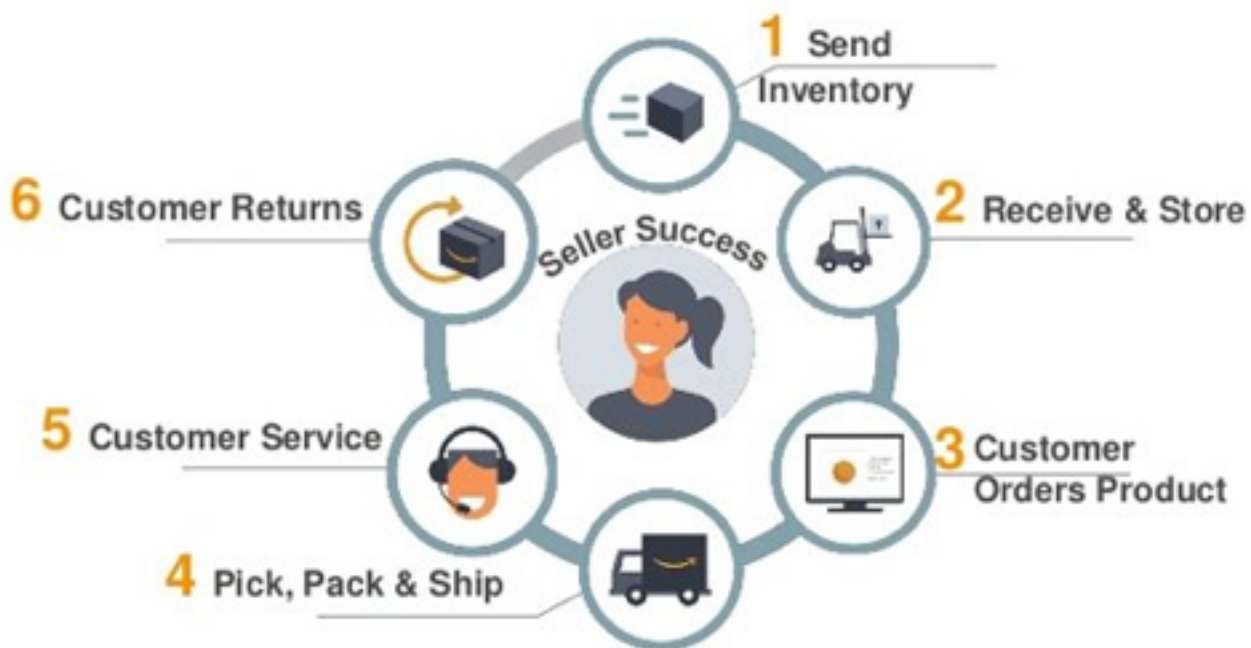 1 Send
Inventory
2 Receive & Store
3 Customer
Orders Product
4 Pick, Pack & Ship
5 Customer Service
6 Customer Returns
Seller Success